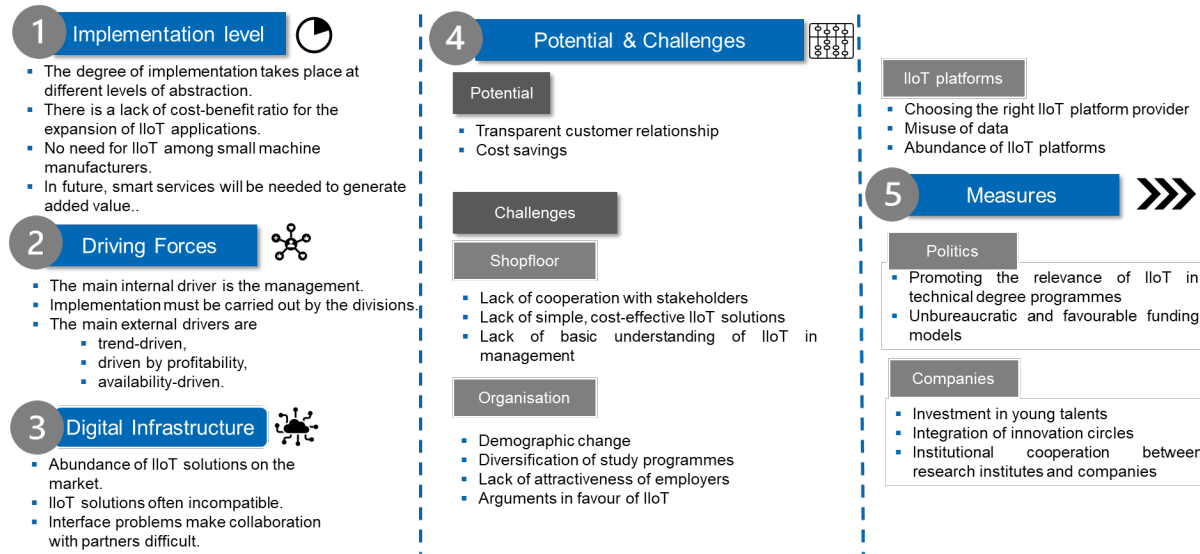 1
Implementation level
The degree of implementation takes place at
different levels of abstraction.
There is a lack of cost-benefit ratio for the
expansion of IIoT applications.
No need for IIoT among small machine
manufacturers.
In future, smart services will be needed to generate
added value..
2
Driving Forces
The main internal driver is the management.
Implementation must be carried out by the divisions.
The main external drivers are
trend-driven,
driven by profitability,
availability-driven.
3
Digital Infrastructure
Abundance of IIoT solutions on the
market.
IIoT solutions often incompatible.
Interface problems make collaboration
with partners difficult.
4
Potential & Challenges
Potential
Transparent customer relationship
Cost savings
Challenges
Shopfloor
Lack of cooperation with stakeholders
Lack of simple, cost-effective IIoT solutions
Lack of basic understanding of IIoT in
management
Organisation
Demographic change
Diversification of study programmes
Lack of attractiveness of employers
Arguments in favour of IIoT
IIoT platforms
Choosing the right IIoT platform provider
Misuse of data
Abundance of IIoT platforms
5
Measures
Politics
Promoting the relevance of IIoT in
technical degree programmes
Unbureaucratic and favourable funding
models
Companies
Investment in young talents
Integration of innovation circles
Institutional cooperation between
research institutes and companies